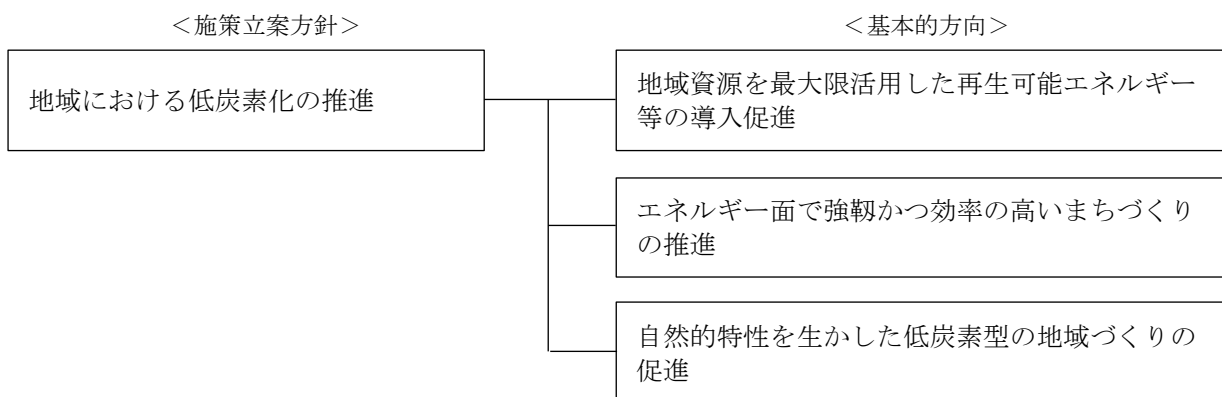 ＜施策立案方針＞
＜基本的方向＞
地域における低炭素化の推進
地域資源を最大限活用した再生可能エネルギー
等の導入促進
エネルギー面で強靱かつ効率の高いまちづくり
の推進
自然的特性を生かした低炭素型の地域づくりの
促進